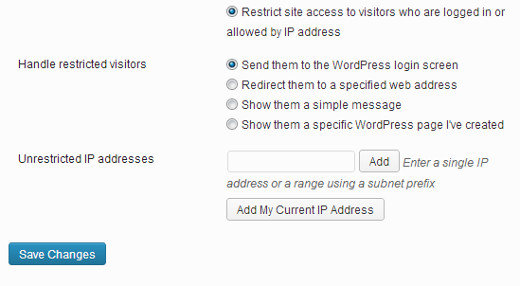 Restrict site access to visitors who are logged in or
allowed by IP address
Handle restricted visitors
Send them to the WordPress login screen
Redirect them to a specified web address
Show them a simple message
Show them a specific WordPress page I've created
Unrestricted IP addresses
Add Enter a single IP
address or a range using a subnet prefix
Add My Current IP Address
Save Changes